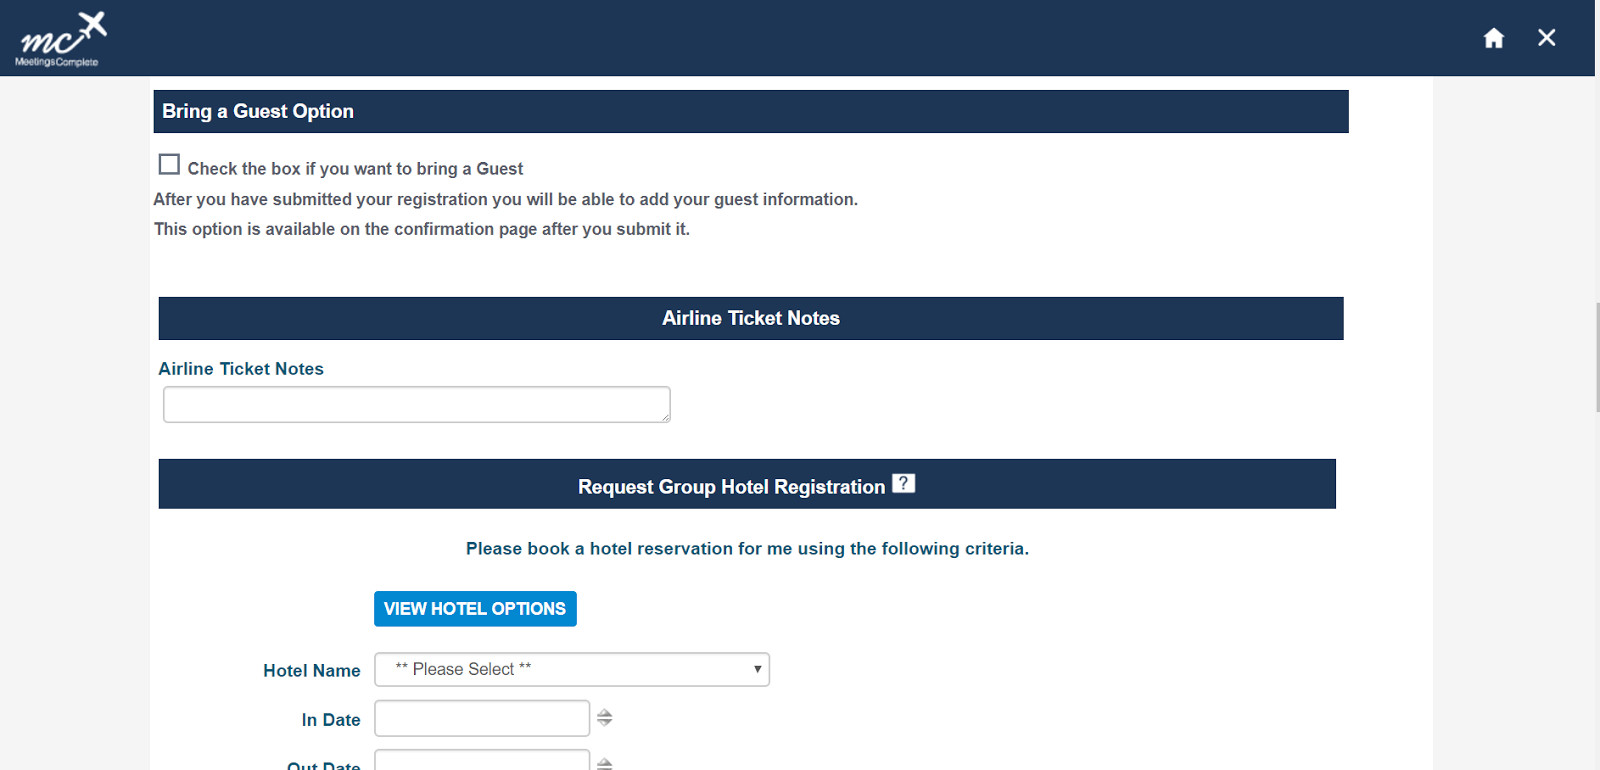 mc
MeetingsComplete
Bring a Guest Option
Check the box if you want to bring a Guest
After you have submitted your registration you will be able to add your guest information.
This option is available on the confirmation page after you submit it.
Airline Ticket Notes
Airline Ticket Notes
Request Group Hotel Registration ?
Please book a hotel reservation for me using the following criteria.
VIEW HOTEL OPTIONS
Hotel Name ** Please Select **
In Date
Out Date